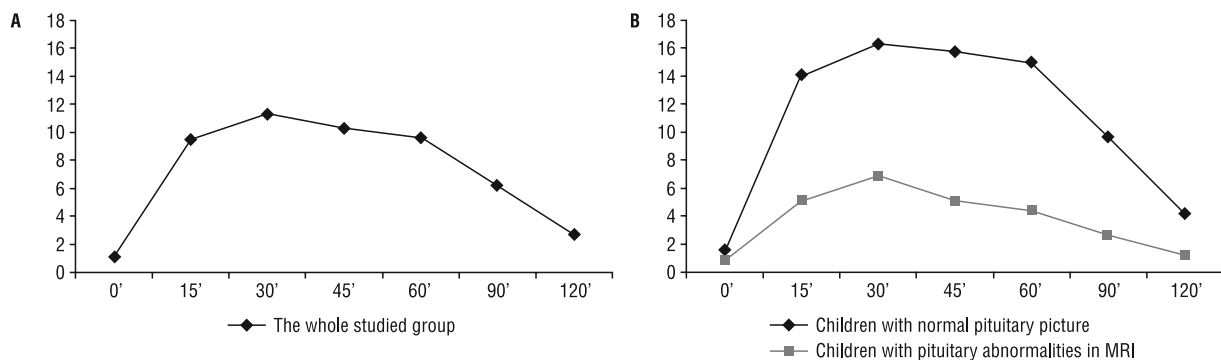 A
18
16
14
12
10
8
6
4
2
0
0’ 15’ 30’ 45’ 60’ 90’ 120’
The whole studied group
B
18
16
14
12
10
8
6
4
2
0
0’ 15’ 30’ 45’ 60’ 90’ 120’
Children with normal pituitary picture
Children with pituitary abnormalities in MRI